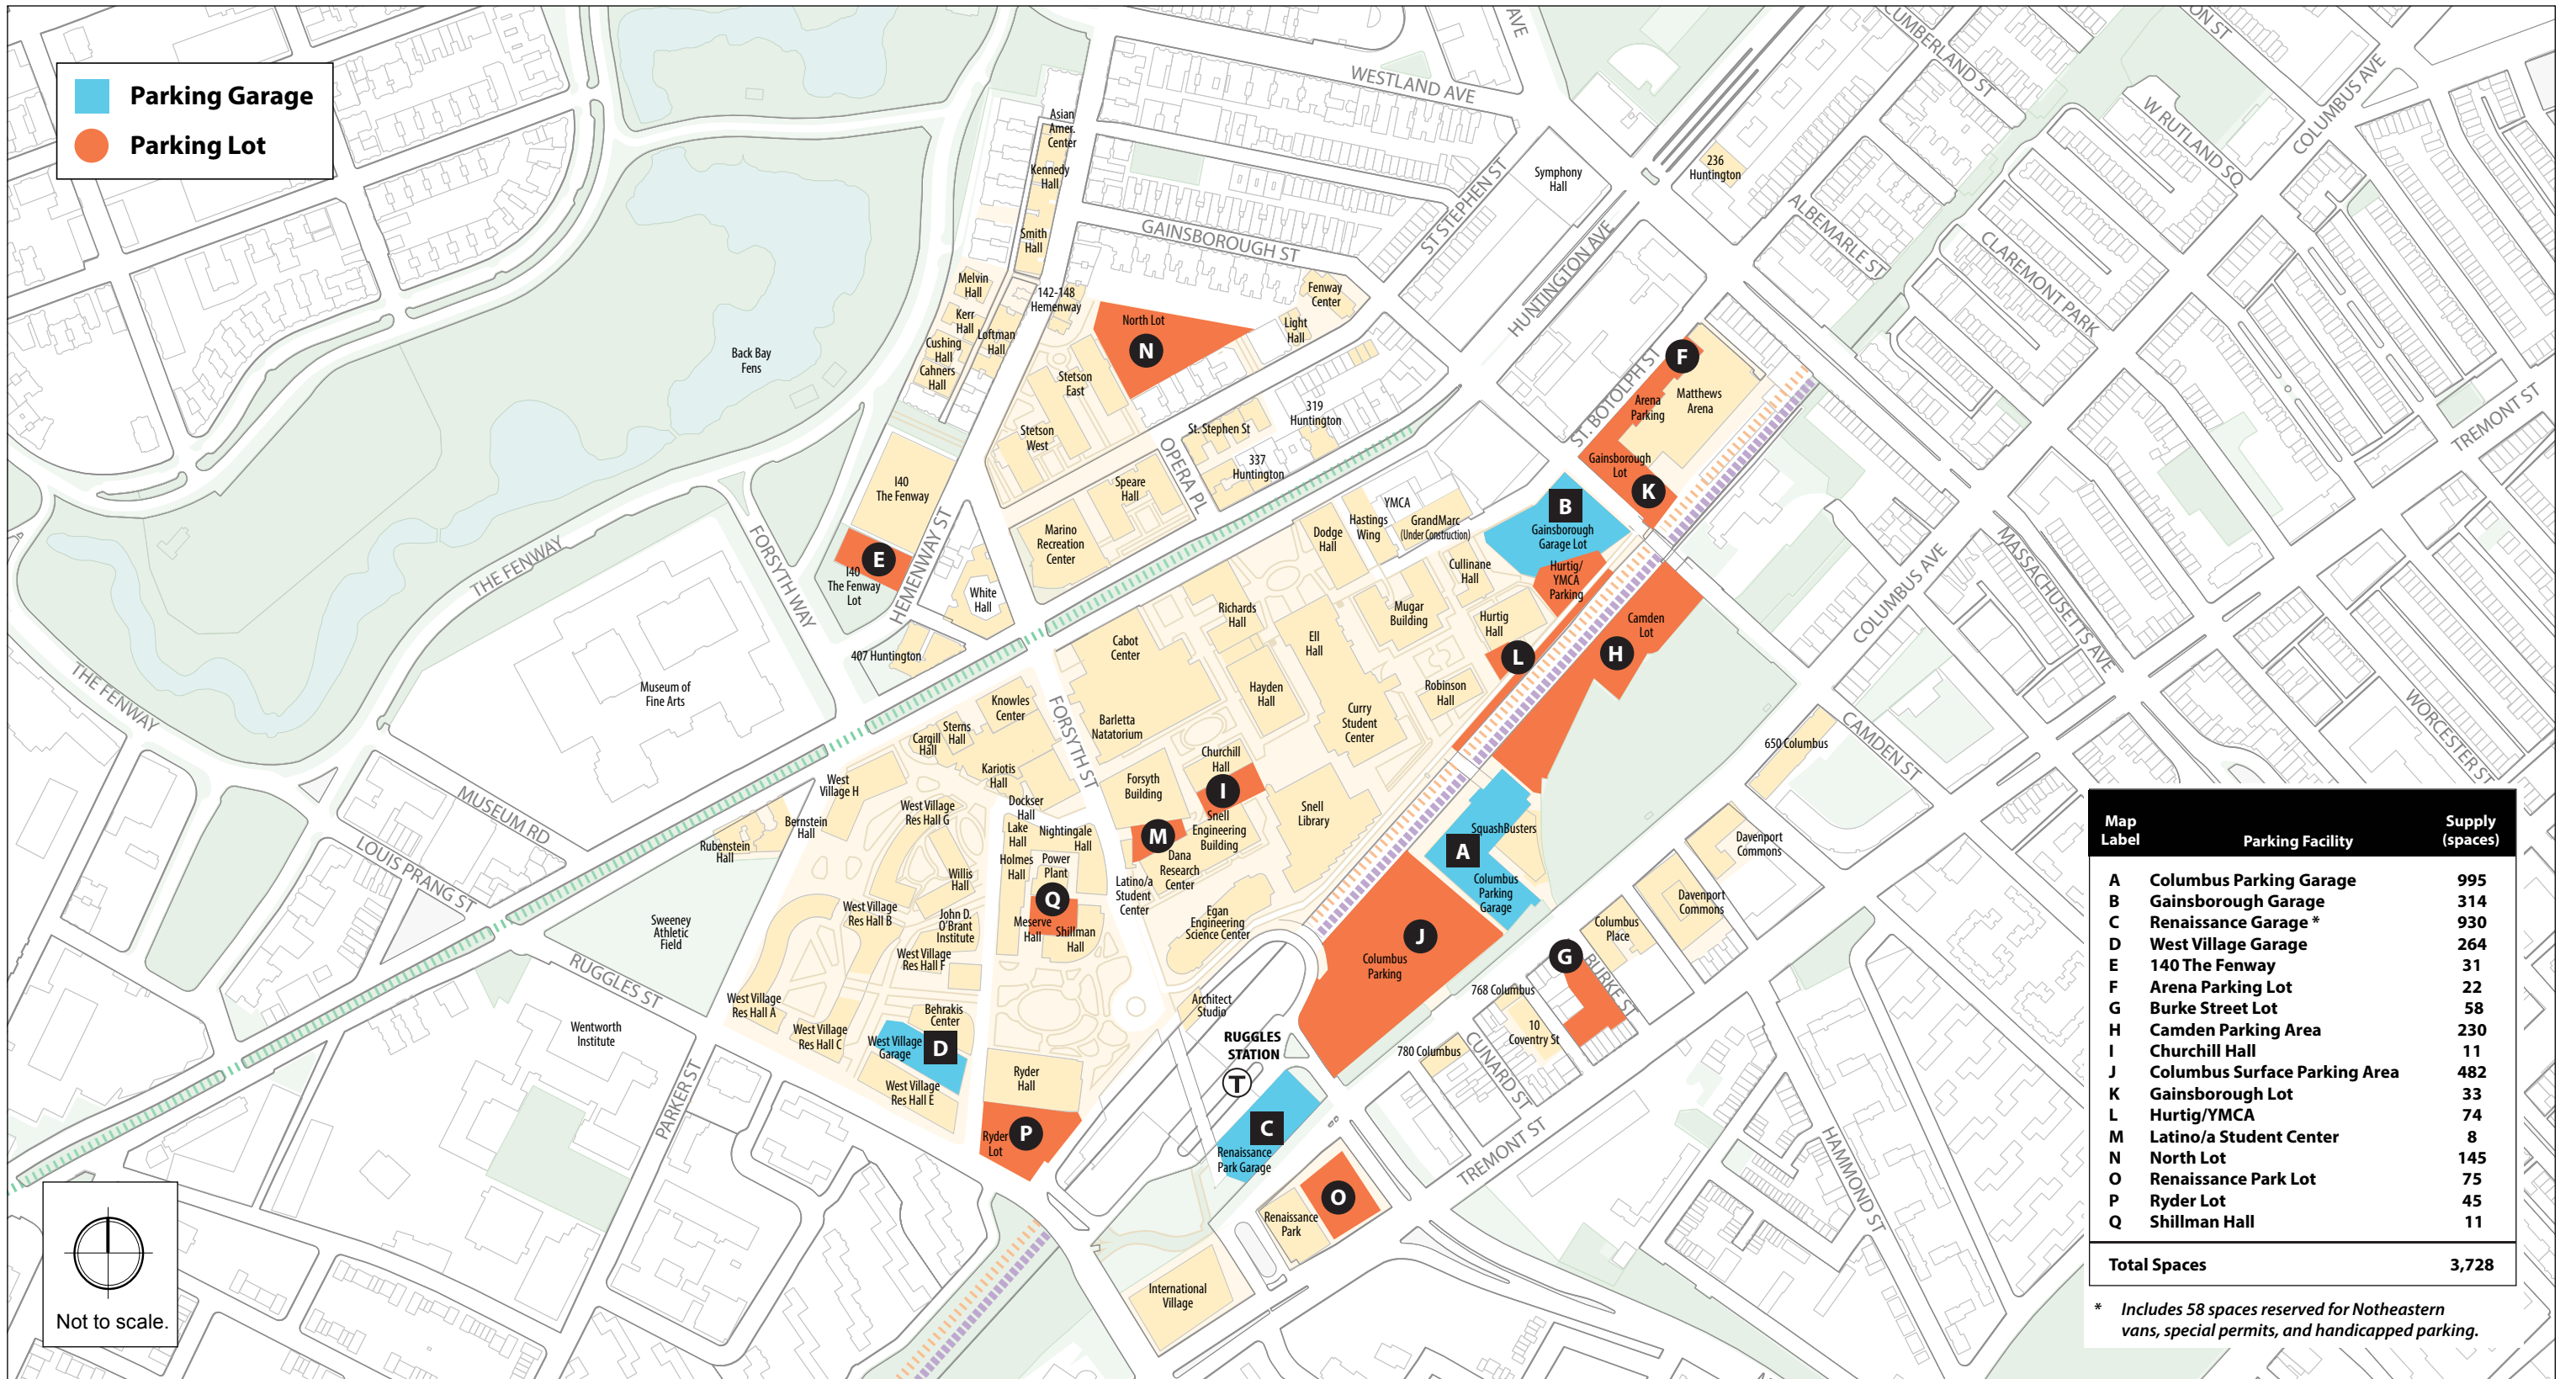 Parking Garage
Parking Lot
AVE
CUMBERLAND ST
ON ST
COLUMBUS AVE
WESTLAND AVE
W RUTLAND SQ
Asian
Amer.
Center
Kennedy
Hall
Smith
Hall
Symphony
Hall
236
Huntington
ST STEPHEN ST
ALBEMARLE ST
CLAREMONT PARK
GAINSBOROUGH ST
HUNTINGTON AVE
Melvin
Hall
142-148
Hemenway
Fenway
Center
Kerr
Hall
Loftman
Hall
Cushing
Hall
Cahners
Hall
North Lot
N
Light
Hall
Back Bay
Fens
F
ST. BOTOLPH ST
Matthews
Arena
Arena
Parking
Stetson
East
Stetson
West
St. Stephen St
319
Huntington
337
Huntington
OPERA PL
TREMONT ST
Gainsborough
Lot
K
I40
The Fenway
Speare
Hall
Marino
Recreation
Center
Dodge
Hall
Hastings
Wing
YMCA
GrandMarc
(Under Construction)
B
Gainsborough
Garage Lot
E
I40
The Fenway
Lot
HEMENWAY ST
THE FENWAY
FORSYTH WAY
White
Hall
Cullinane
Hall
Hurtig/
YMCA
Parking
MASSACHUSETTS AVE
COLUMBUS AVE
Richards
Hall
Mugar
Building
Hurtig
Hall
Camden
Lot
H
L
407 Huntington
Cabot
Center
Ell
Hall
Hayden
Hall
Robinson
Hall
THE FENWAY
Museum of
Fine Arts
Knowles
Center
FORSYTH ST
Barletta
Natatorium
Curry
Student
Center
WORCESTER ST
Sterns
Hall
Cargill
Hall
Kariotis
Hall
650 Columbus
CAMDEN ST
West
Village H
Churchill
Hall
I
Forsyth
Building
Snell
Engineering
Building
Snell
Library
MUSEUM RD
Bernstein
Hall
Rubenstein
Hall
West Village
Res Hall G
Dockser
Hall
Lake
Hall
Nightingale
Hall
M
Dana
Research
Center
SquashBusters
A
Columbus
Parking
Garage
Davenport
Commons
Davenport
Commons
LOUIS PRANG ST
Willis
Hall
Holmes
Hall
Power
Plant
Latino/a
Student
Center
Q
Meserve
Hall
Shillman
Hall
Sweeney
Athletic
Field
West Village
Res Hall B
John D.
O'Brant
Institute
West Village
Res Hall F
Egan
Engineering
Science Center
J
Columbus
Parking
Columbus
Place
G
BURKE ST
RUGGLES ST
768 Columbus
West Village
Res Hall A
Behrakis
Center
Architect
Studio
Wentworth
Institute
West Village
Res Hall C
West Village
Garage
D
RUGGLES
STATION
T
10
Coventry St
780 Columbus
CUNARD ST
West Village
Res Hall E
Ryder
Hall
PARKER ST
Ryder
Lot
P
C
Renaissance
Park Garage
TREMONT ST
HAMMOND ST
O
Renaissance
Park
International
Village
Not to scale.
Map Label Parking Facility Supply (spaces)
A Columbus Parking Garage 995
B Gainsborough Garage 314
C Renaissance Garage * 930
D West Village Garage 264
E 140 The Fenway 31
F Arena Parking Lot 22
G Burke Street Lot 58
H Camden Parking Area 230
I Churchill Hall 11
J Columbus Surface Parking Area 482
K Gainsborough Lot 33
L Hurtig/YMCA 74
M Latino/a Student Center 8
N North Lot 145
O Renaissance Park Lot 75
P Ryder Lot 45
Q Shillman Hall 11
Total Spaces 3,728
* Includes 58 spaces reserved for Notheastern
vans, special permits, and handicapped parking.